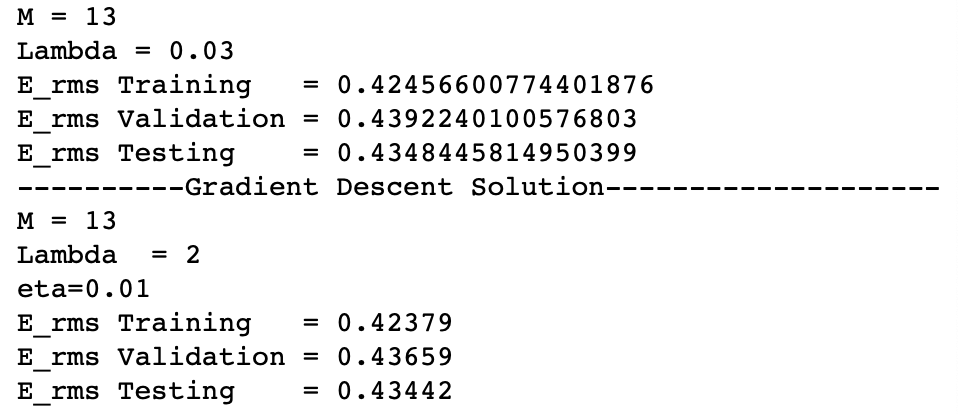 M = 13
Lambda = 0.03
E_rms Training   = 0.42456600774401876
E_rms Validation = 0.4392240100576803
E_rms Testing    = 0.4348445814950399
----------Gradient Descent Solution--------------------
M = 13
Lambda  = 2
eta=0.01
E_rms Training   = 0.42379
E_rms Validation = 0.43659
E_rms Testing    = 0.43442